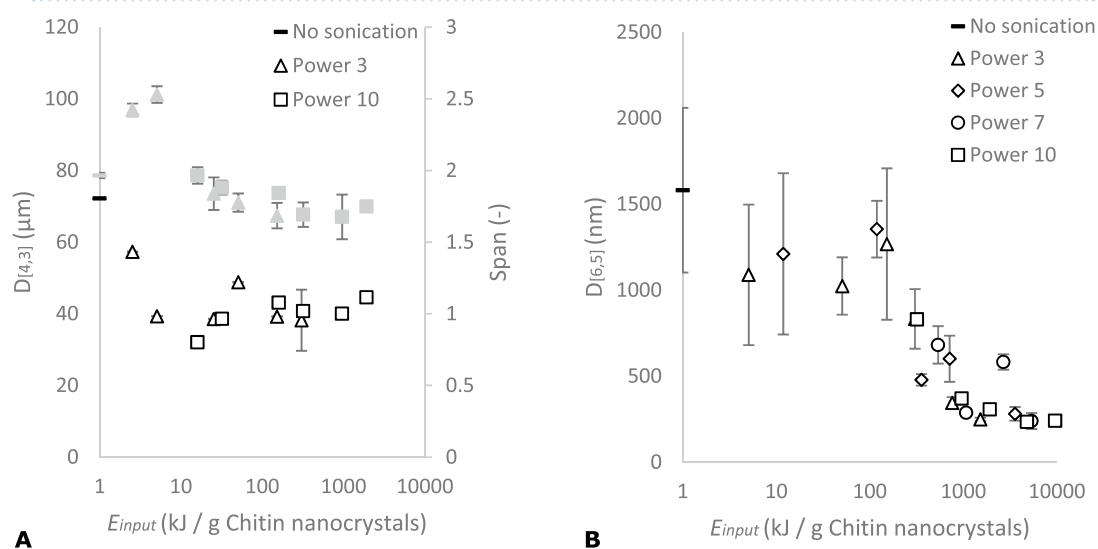 120
100
80
60
40
20
0
D[4,3] (μm)
3
2.5
2
1.5
1
0.5
0
Span (-)
No sonication
Power 3
Power 10
1 10 100 1000 10000
Einput (kJ / g Chitin nanocrystals)
A
2500
2000
1500
1000
500
0
D[6,5] (nm)
No sonication
Power 3
Power 5
Power 7
Power 10
1 10 100 1000 10000
Einput (kJ / g Chitin nanocrystals)
B